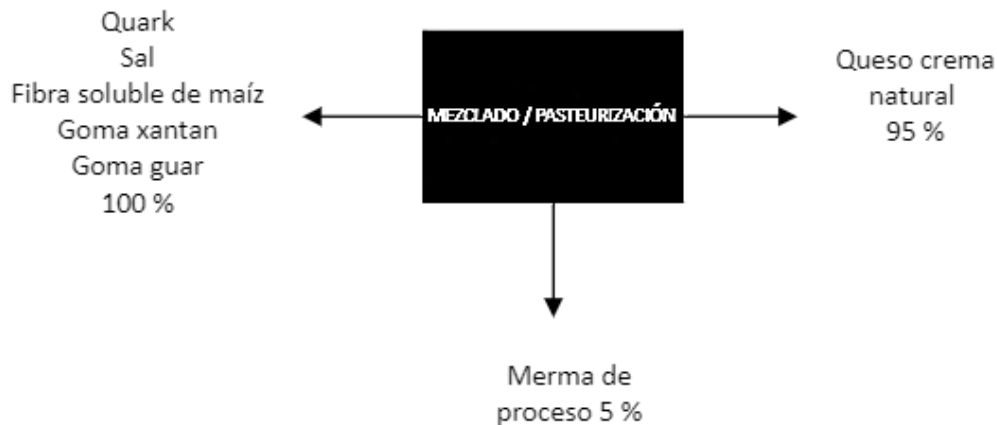 Quark
Sal
Fibra soluble de maíz
Goma xantan
Goma guar
100 %
MEZCLADO / PASTEURIZACIÓN
Queso crema
natural
95 %
Merma de
proceso 5 %